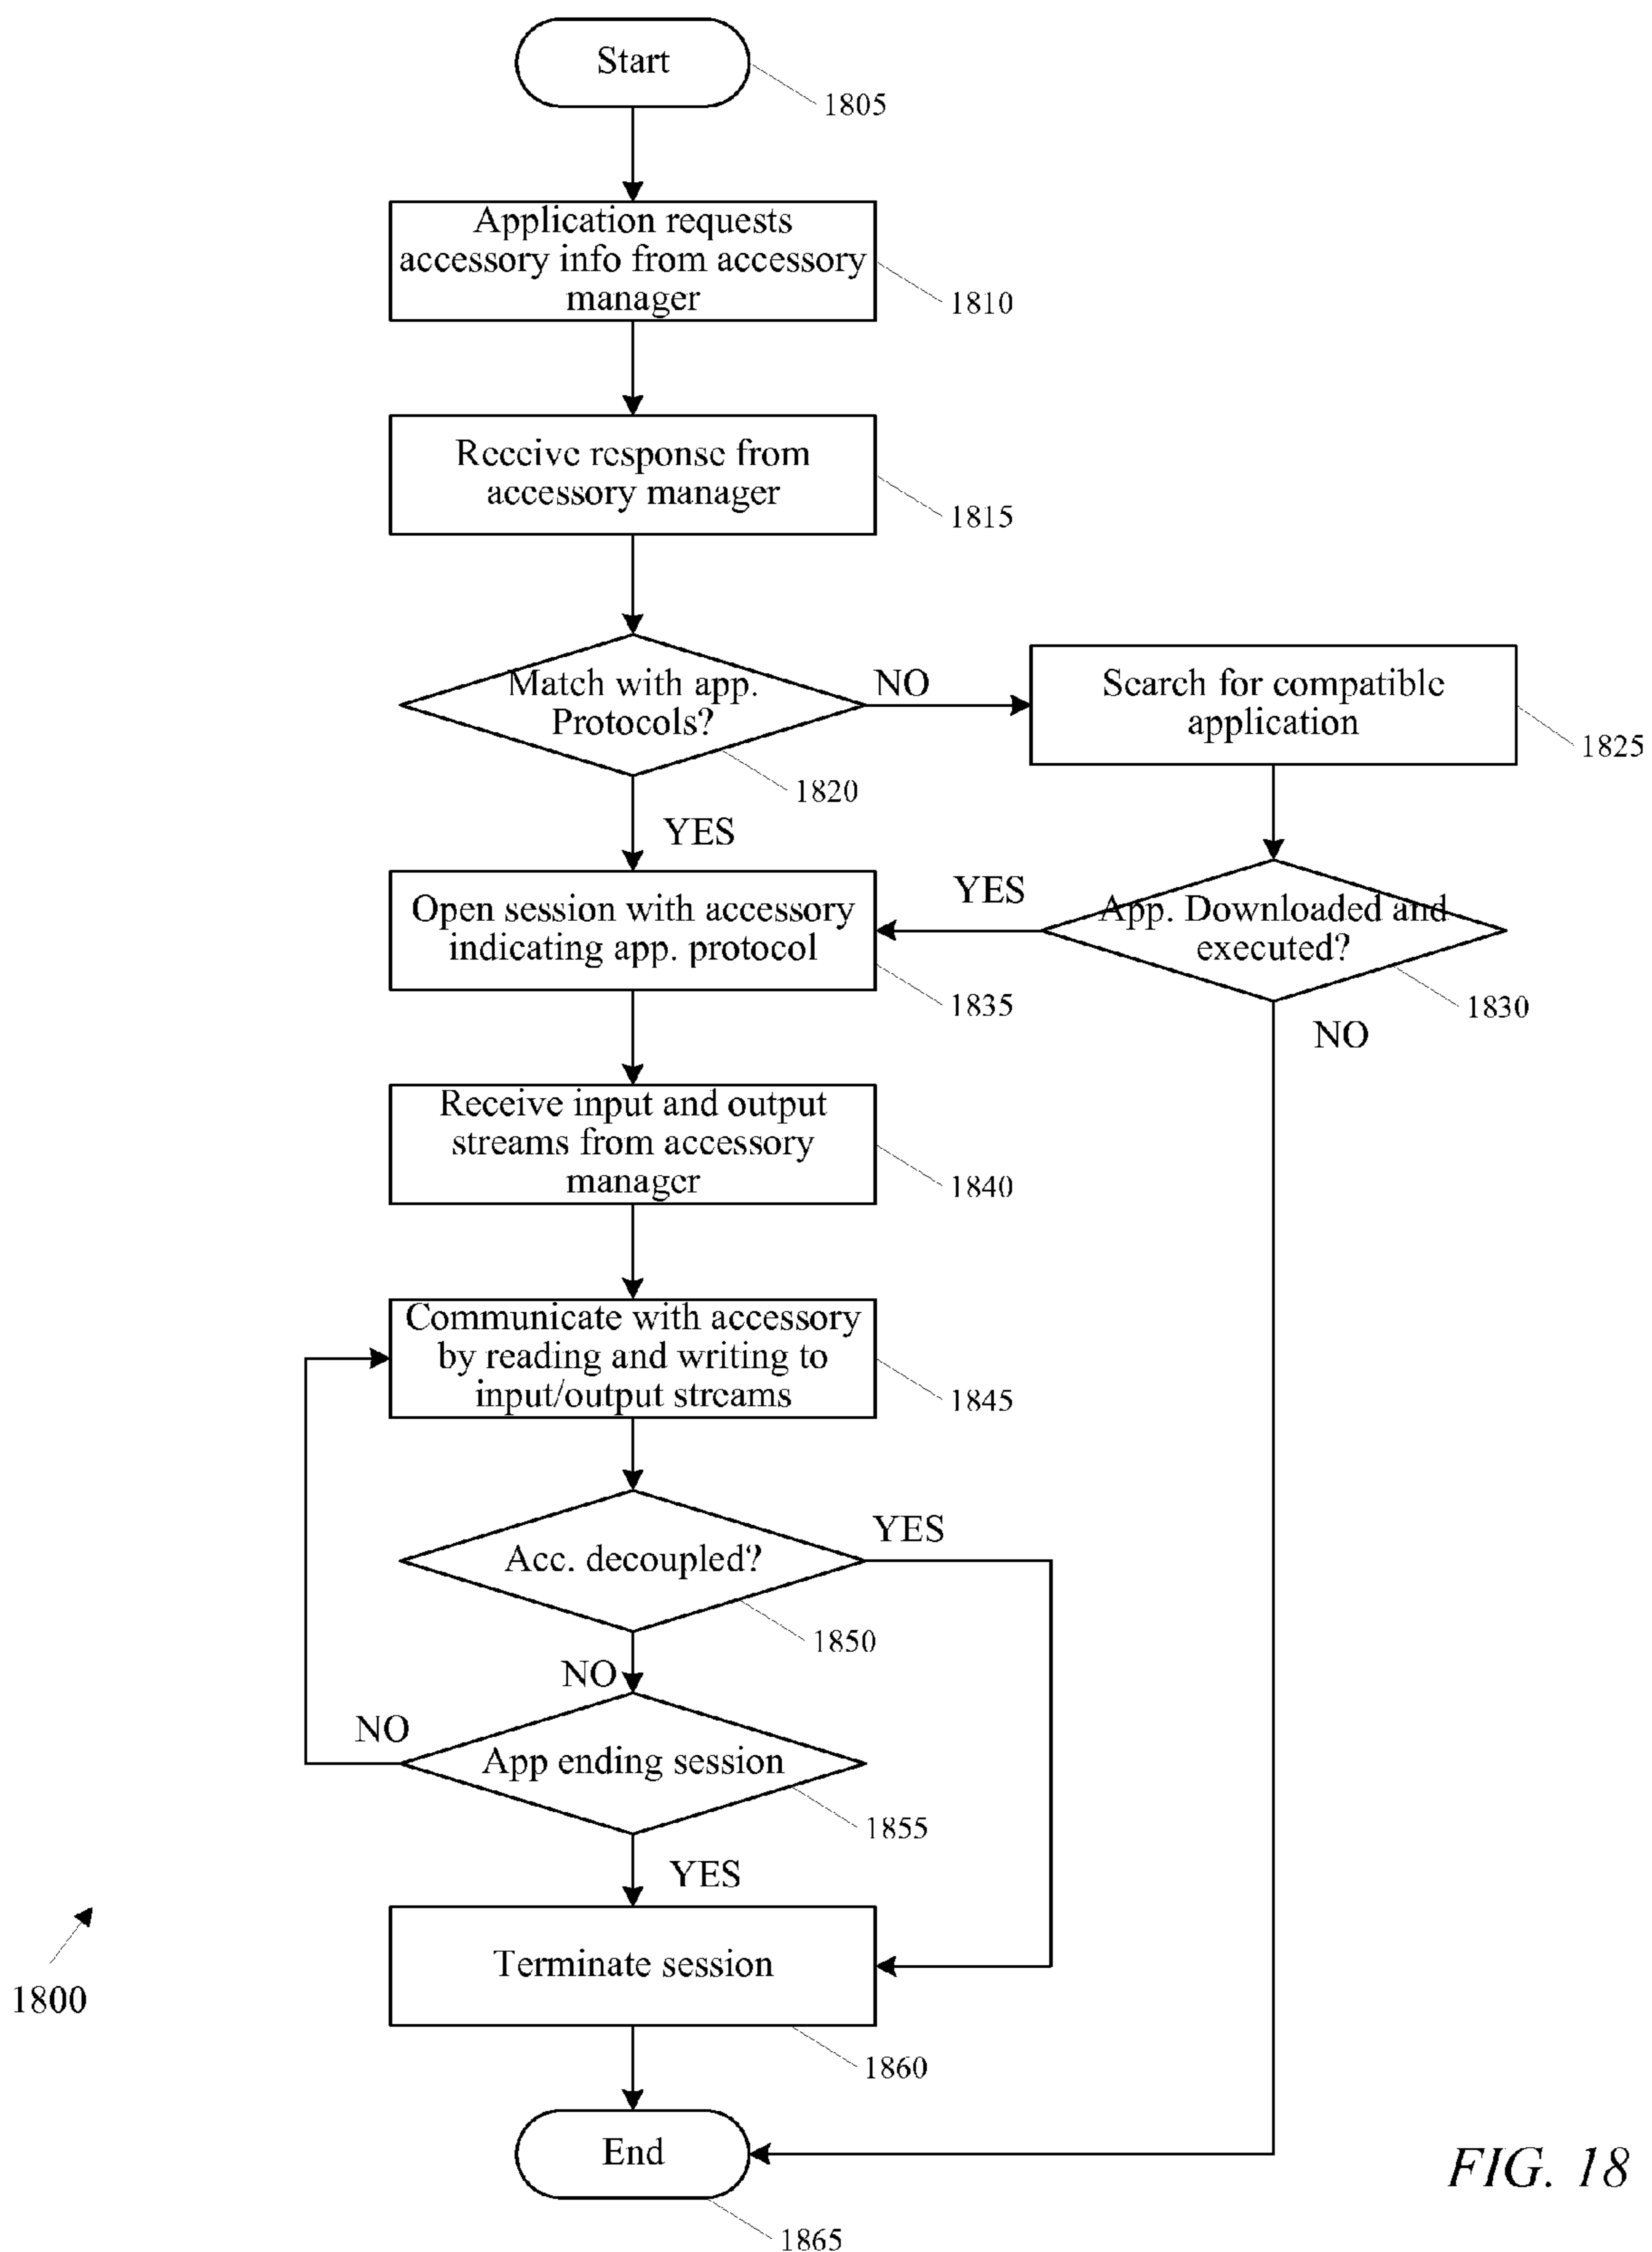 Start
1805
Application requests
accessory info from accessory
manager
1810
Receive response from
accessory manager
1815
Match with app.
Protocols?
NO
1820
YES
Search for compatible
application
1825
App. Downloaded and
executed?
YES
1830
NO
Open session with accessory
indicating app. protocol
1835
Receive input and output
streams from accessory
manager
1840
Communicate with accessory
by reading and writing to
input/output streams
1845
Acc. decoupled?
YES
1850
NO
App ending session
NO
1855
YES
Terminate session
1860
1800
End
1865
FIG. 18